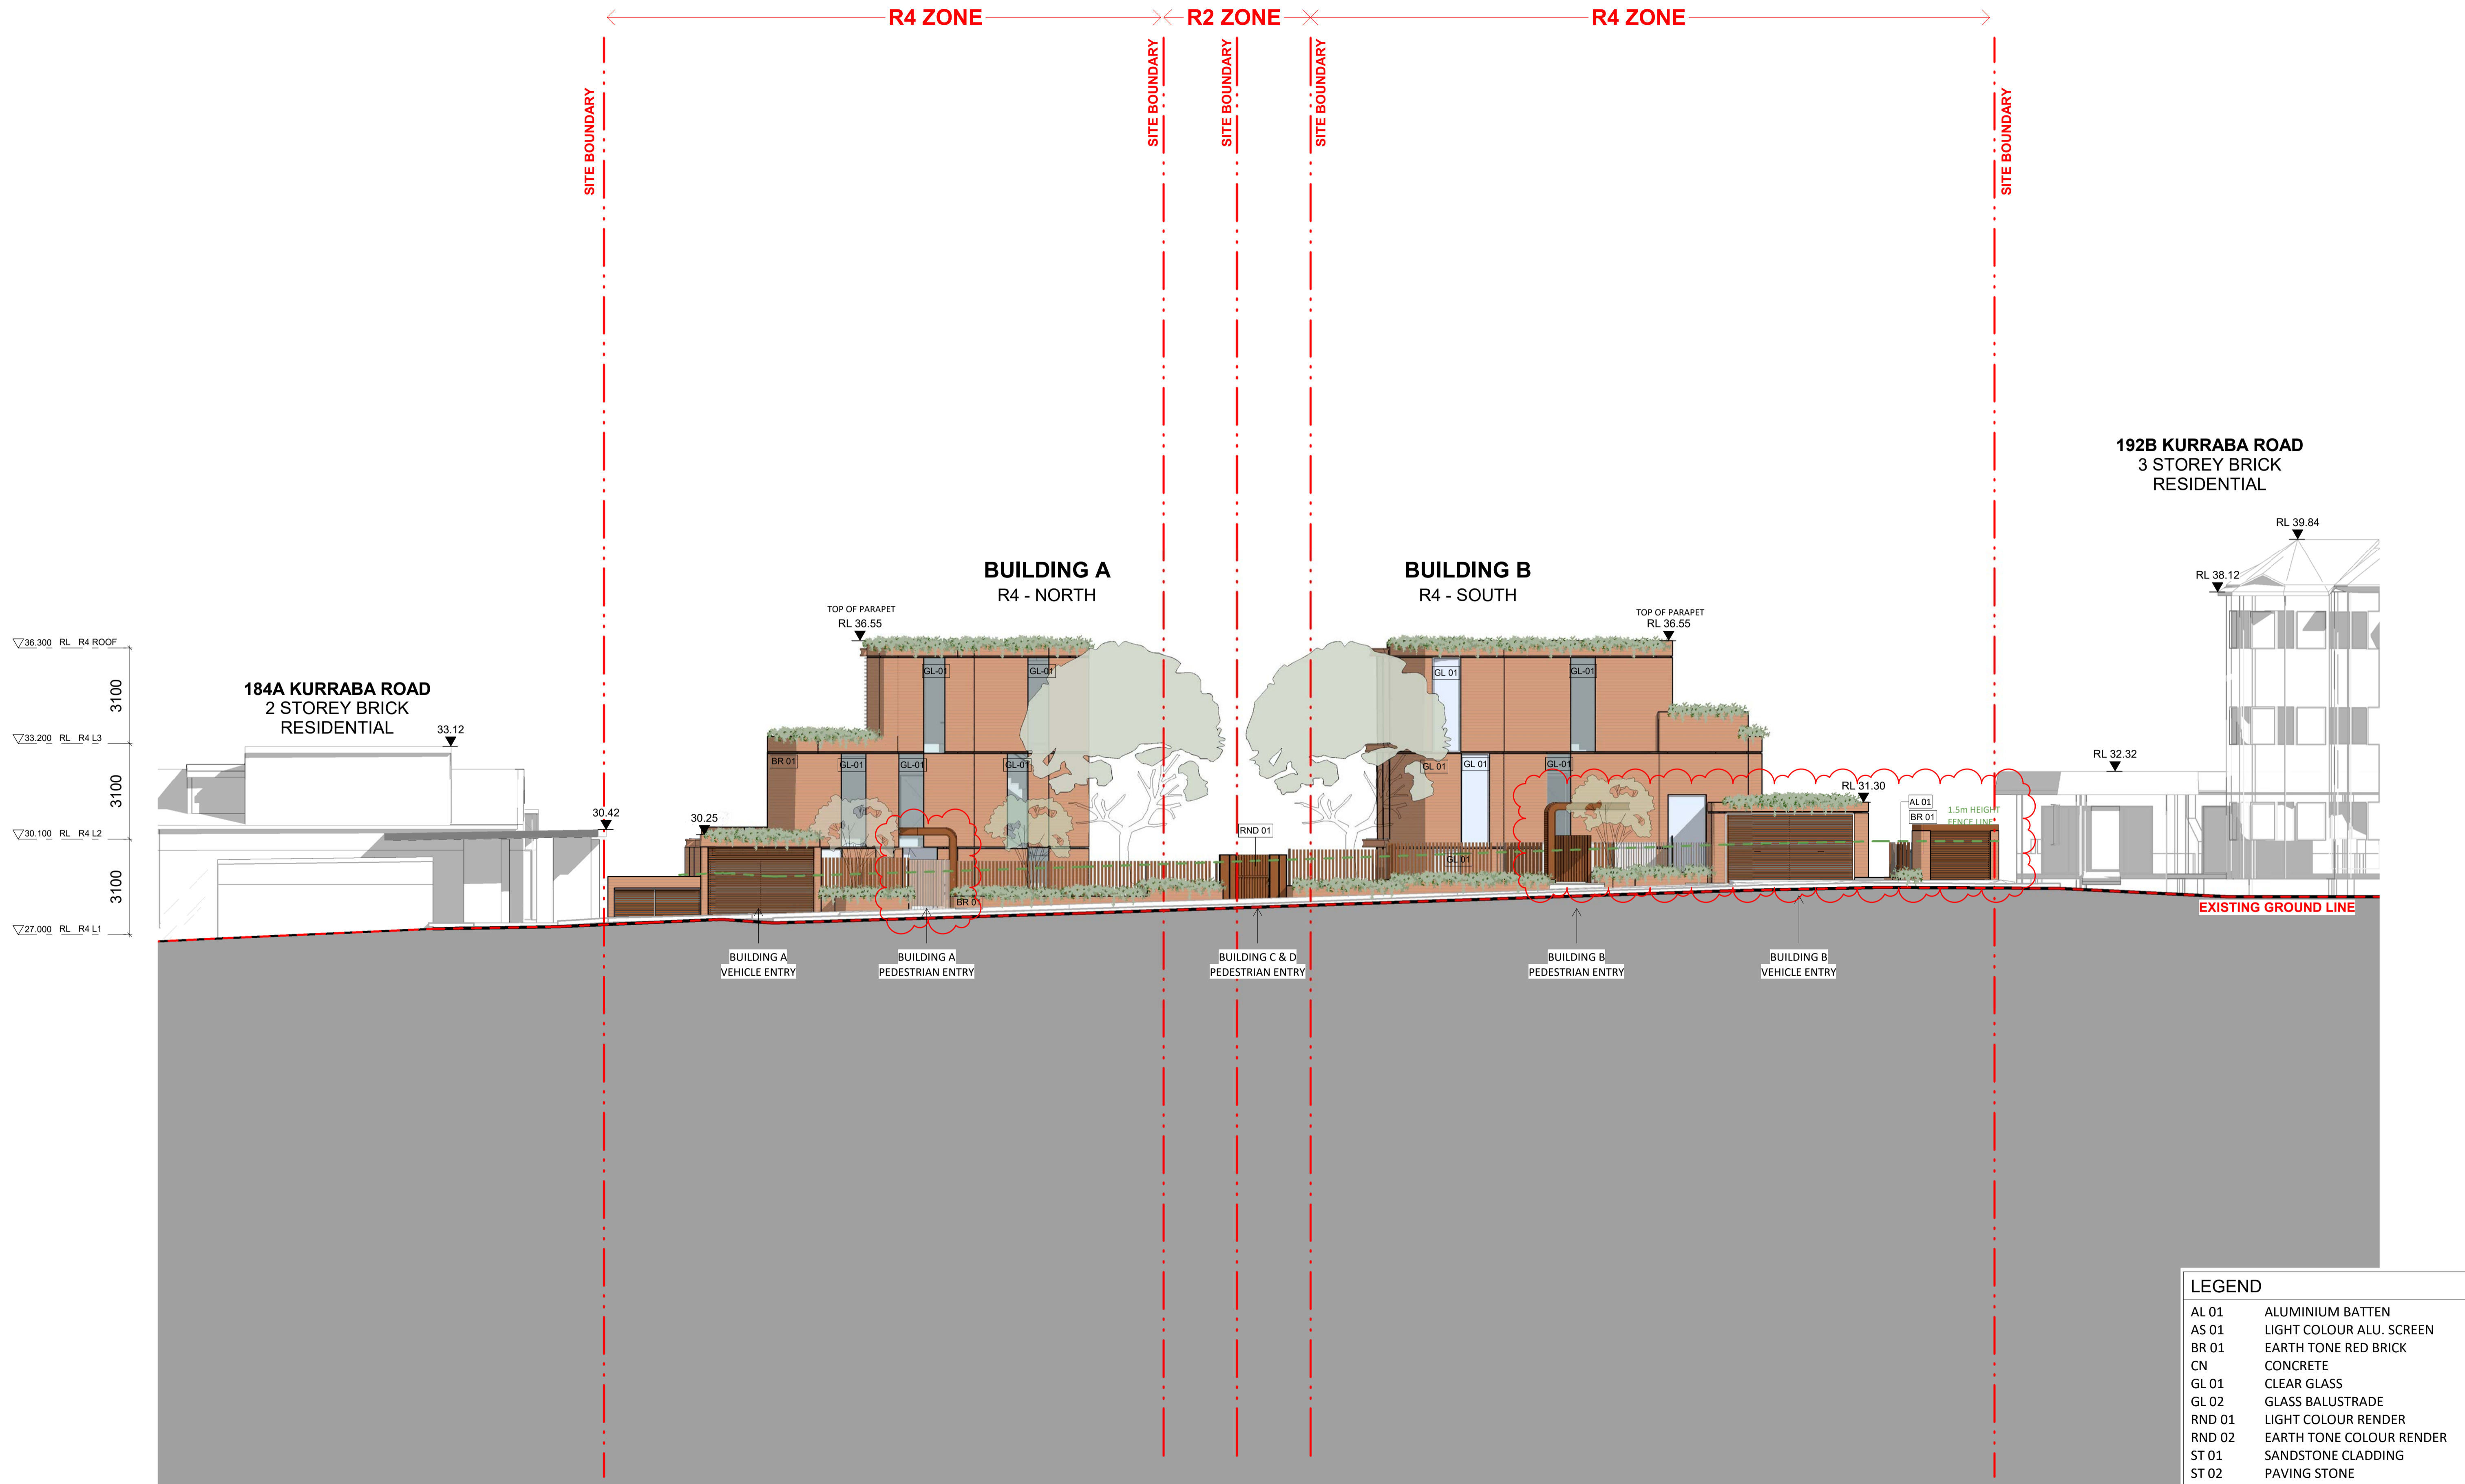 R4 ZONE
R2 ZONE
R4 ZONE
SITE BOUNDARY
SITE BOUNDARY
SITE BOUNDARY
SITE BOUNDARY
SITE BOUNDARY
192B KURRABA ROAD
3 STOREY BRICK
RESIDENTIAL
RL 39.84
RL 38.12
RL 32.32
BUILDING A
R4 - NORTH
BUILDING B
R4 - SOUTH
TOP OF PARAPET
RL 36.55
TOP OF PARAPET
RL 36.55
36.300 RL R4 ROOF
3100
33.200 RL R4 L3
3100
30.100 RL R4 L2
3100
27.000 RL R4 L1
184A KURRABA ROAD
2 STOREY BRICK
RESIDENTIAL
33.12
30.42
30.25
GL-01
GL-01
GL 01
GL-01
BR 01
GL-01
GL-01
GL-01
GL 01
GL 01
GL-01
RL 31.30
AL 01
BR 01
1.5m HEIGHT
FENCE LINE
RND 01
GL 01
BR 01
EXISTING GROUND LINE
BUILDING A
VEHICLE ENTRY
BUILDING A
PEDESTRIAN ENTRY
BUILDING C & D
PEDESTRIAN ENTRY
BUILDING B
PEDESTRIAN ENTRY
BUILDING B
VEHICLE ENTRY
LEGEND
AL 01 ALUMINIUM BATTEN
AS 01 LIGHT COLOUR ALU. SCREEN
BR 01 EARTH TONE RED BRICK
CN CONCRETE
GL 01 CLEAR GLASS
GL 02 GLASS BALUSTRADE
RND 01 LIGHT COLOUR RENDER
RND 02 EARTH TONE COLOUR RENDER
ST 01 SANDSTONE CLADDING
ST 02 PAVING STONE